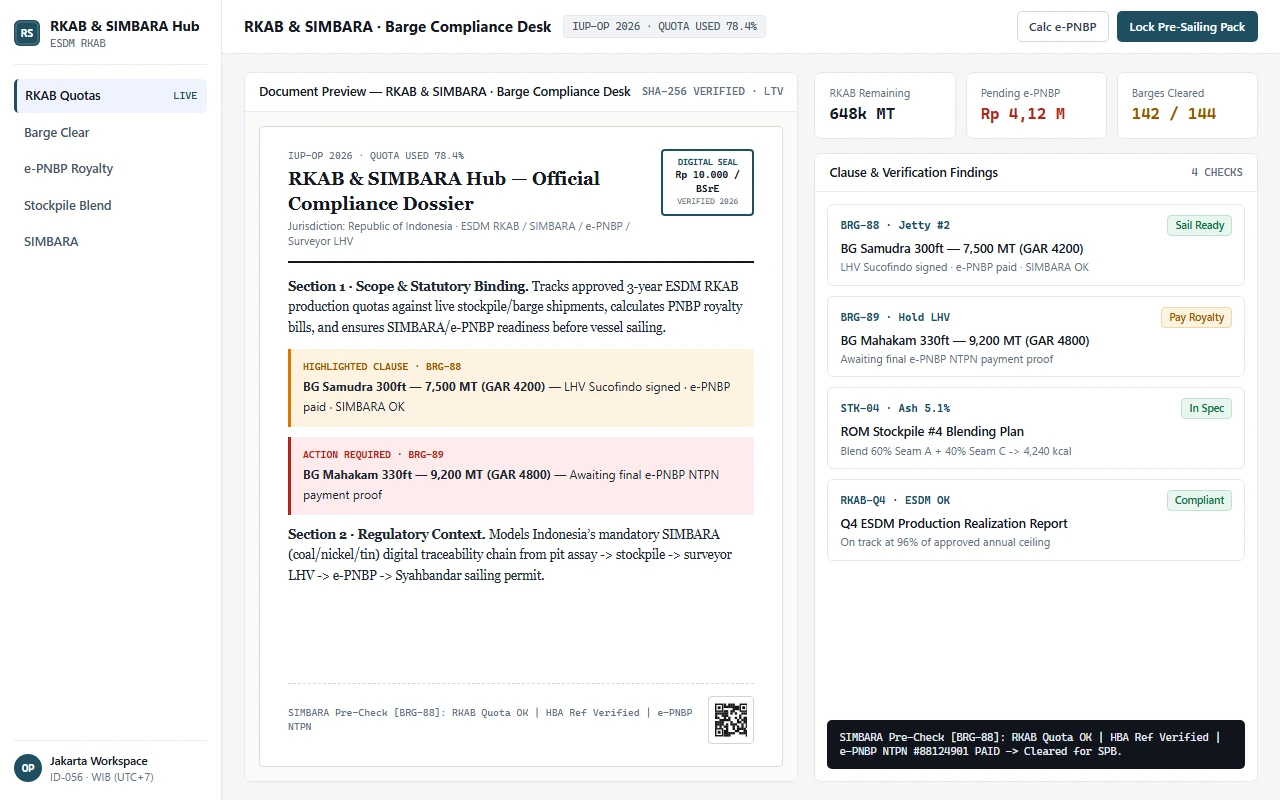 RS
RKAB & SIMBARA Hub
ESDM RKAB
RKAB Quotas
LIVE
Barge Clear
e-PNBP Royalty
Stockpile Blend
SIMBARA
OP
Jakarta Workspace
ID-056 · WIB (UTC+7)
RKAB & SIMBARA · Barge Compliance Desk
IUP-OP 2026 · QUOTA USED 78.4%
Calc e-PNBP
Lock Pre-Sailing Pack
Document Preview — RKAB & SIMBARA · Barge Compliance Desk
SHA-256 VERIFIED · LTV
IUP-OP 2026 · QUOTA USED 78.4%
RKAB & SIMBARA Hub — Official
Compliance Dossier
Jurisdiction: Republic of Indonesia · ESDM RKAB / SIMBARA / e-PNBP /
Surveyor LHV
DIGITAL SEAL
Rp 10.000 /
BSrE
VERIFIED 2026
Section 1 · Scope & Statutory Binding. Tracks approved 3-year ESDM RKAB
production quotas against live stockpile/barge shipments, calculates PNBP royalty
bills, and ensures SIMBARA/e-PNBP readiness before vessel sailing.
HIGHLIGHTED CLAUSE · BRG-88
BG Samudra 300ft — 7,500 MT (GAR 4200) — LHV Sucofindo signed · e-PNBP
paid · SIMBARA OK
ACTION REQUIRED · BRG-89
BG Mahakam 330ft — 9,200 MT (GAR 4800) — Awaiting final e-PNBP NTPN
payment proof
Section 2 · Regulatory Context. Models Indonesia’s mandatory SIMBARA
(coal/nickel/tin) digital traceability chain from pit assay -> stockpile -> surveyor
LHV -> e-PNBP -> Syahbandar sailing permit.
SIMBARA Pre-Check [BRG-88]: RKAB Quota OK | HBA Ref Verified | e-PNBP
NTPN
RKAB Remaining
648k MT
Pending e-PNBP
Rp 4,12 M
Barges Cleared
142 / 144
Clause & Verification Findings
4 CHECKS
BRG-88 · Jetty #2
Sail Ready
BG Samudra 300ft — 7,500 MT (GAR 4200)
LHV Sucofindo signed · e-PNBP paid · SIMBARA OK
BRG-89 · Hold LHV
Pay Royalty
BG Mahakam 330ft — 9,200 MT (GAR 4800)
Awaiting final e-PNBP NTPN payment proof
STK-04 · Ash 5.1%
In Spec
ROM Stockpile #4 Blending Plan
Blend 60% Seam A + 40% Seam C -> 4,240 kcal
RKAB-Q4 · ESDM OK
Compliant
Q4 ESDM Production Realization Report
On track at 96% of approved annual ceiling
SIMBARA Pre-Check [BRG-88]: RKAB Quota OK | HBA Ref Verified |
e-PNBP NTPN #88124901 PAID -> Cleared for SPB.